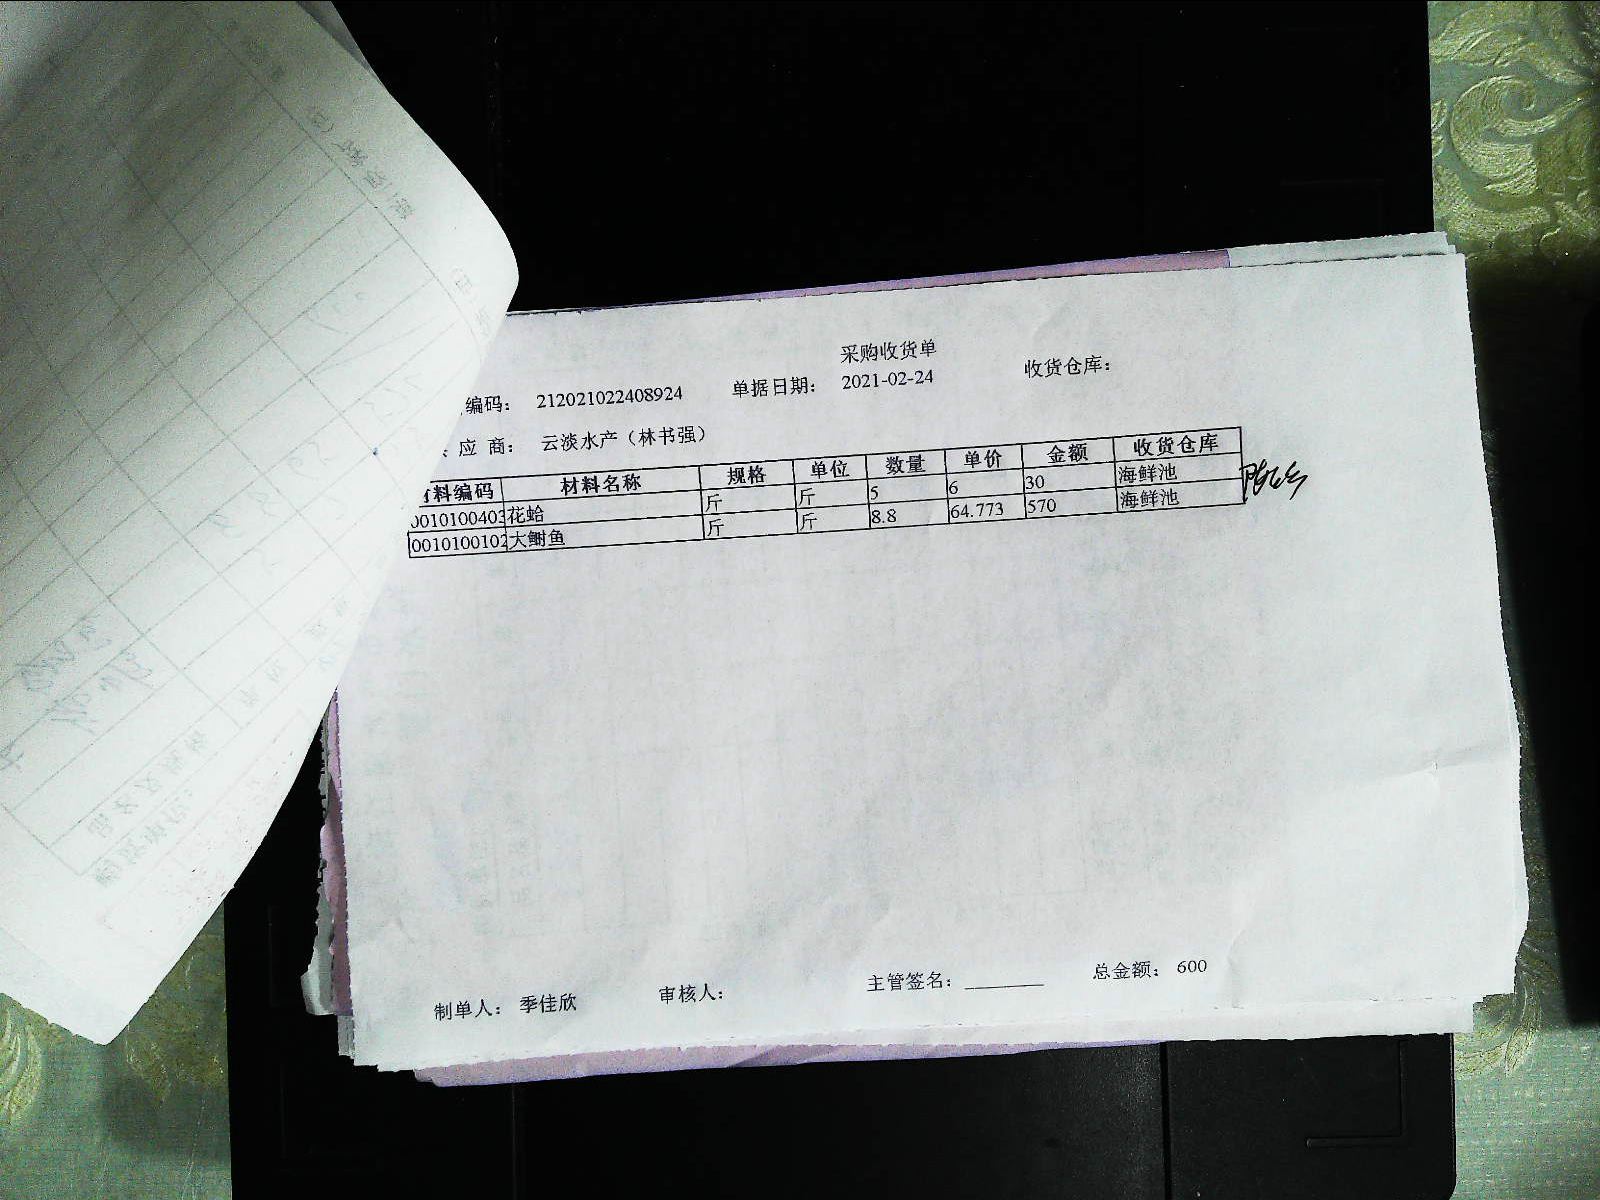 采购收货单
编码： 212021022408924 单据日期： 2021-02-24 收货仓库：
应 商： 云淡水产（林书强）
料编码 材料名称 规格 单位 数量 单价 金额 收货仓库
0010100403 花蛤 斤 斤 5 6 30 海鲜池
0010100102 大鲋鱼 斤 斤 8.8 64.773 570 海鲜池
制单人： 季佳欣 审核人： 主管签名： ________ 总金额： 600